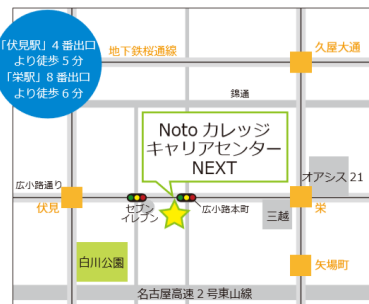 「伏見駅」4番出口
より徒歩5分
「栄駅」8番出口
より徒歩6分
地下鉄桜通線
久屋大通
錦通
Noto カレッジ
キャリアセンター
NEXT
オアシス21
広小路通り
伏見
セブン
イレブン
広小路本町
三越
栄
白川公園
矢場町
名古屋高速2号東山線